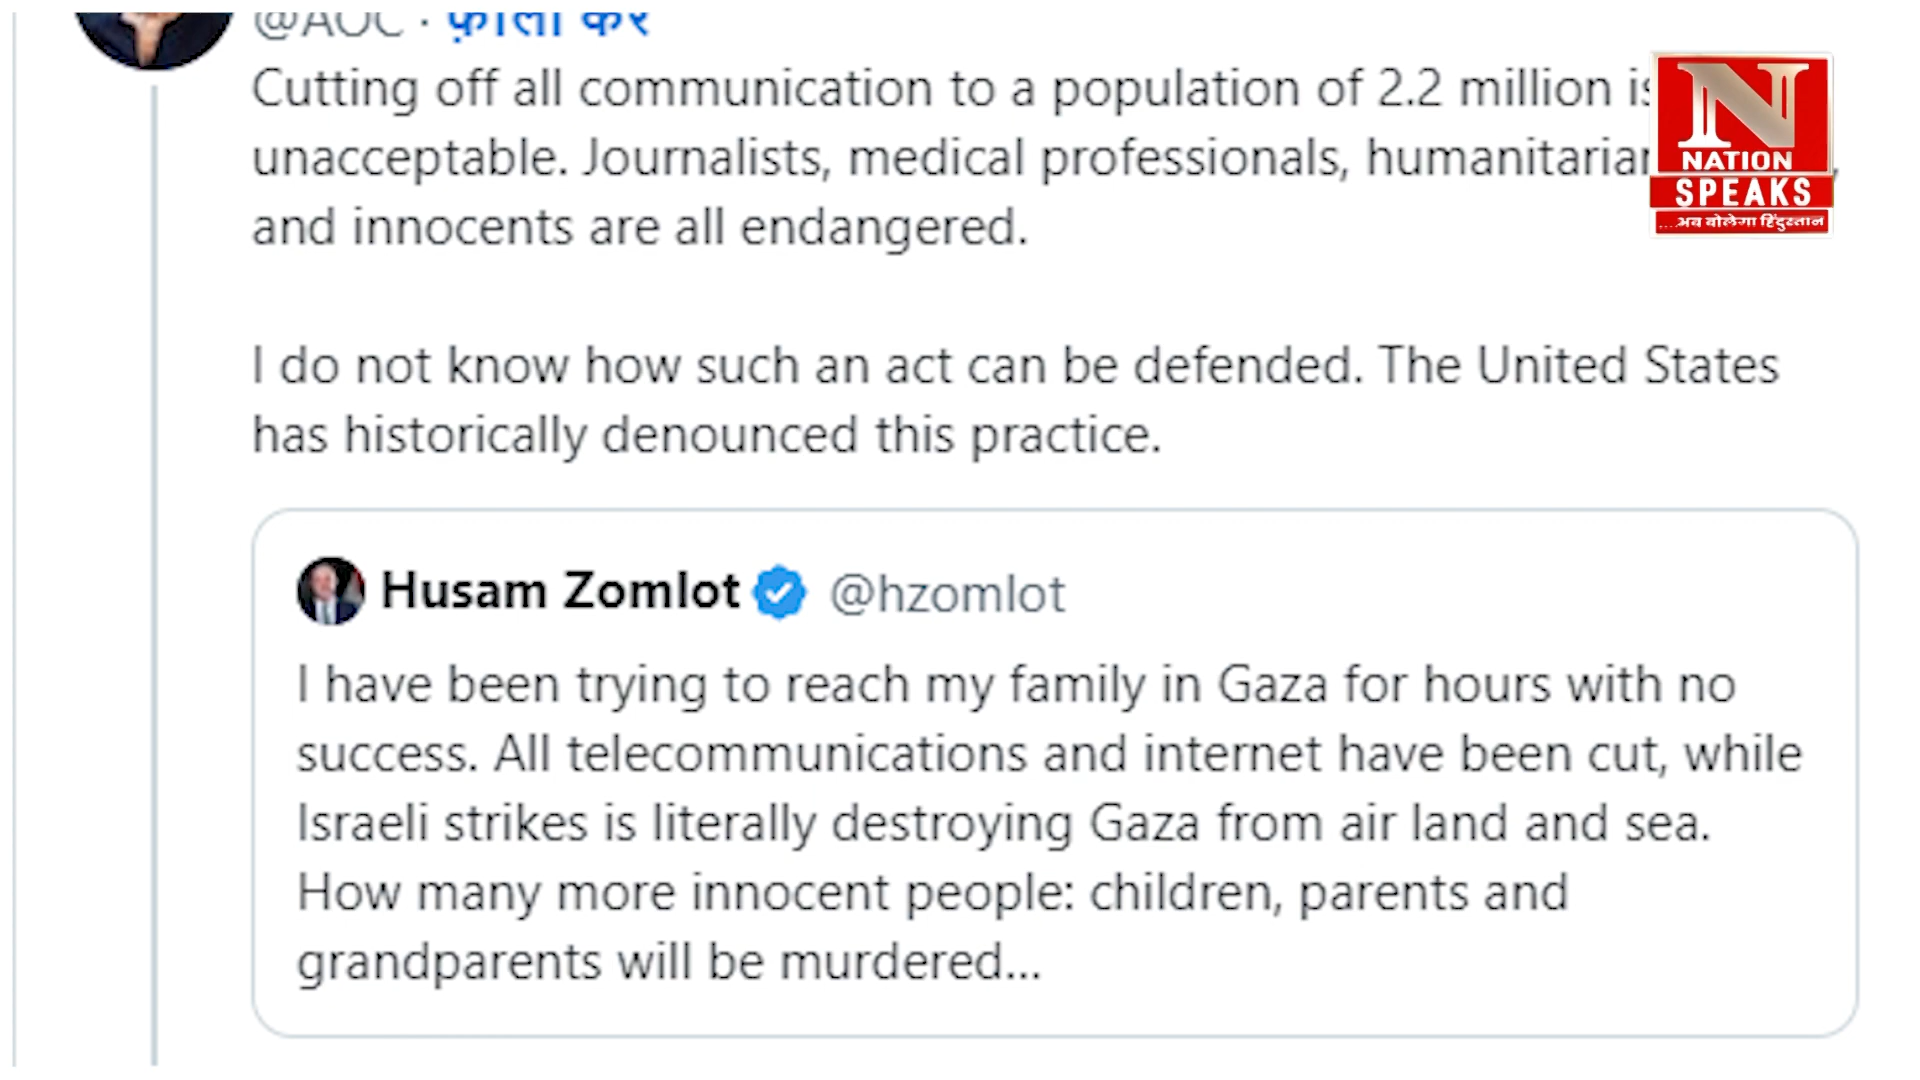 @AOC · फ़ॉलो करें
Cutting off all communication to a population of 2.2 million is
unacceptable. Journalists, medical professionals, humanitarian
and innocents are all endangered.
I do not know how such an act can be defended. The United States
has historically denounced this practice.
Husam Zomlot @hzomlot
I have been trying to reach my family in Gaza for hours with no
success. All telecommunications and internet have been cut, while
Israeli strikes is literally destroying Gaza from air land and sea.
How many more innocent people: children, parents and
grandparents will be murdered...
N
NATION
SPEAKS
....अब बोलेगा हिंदुस्तान